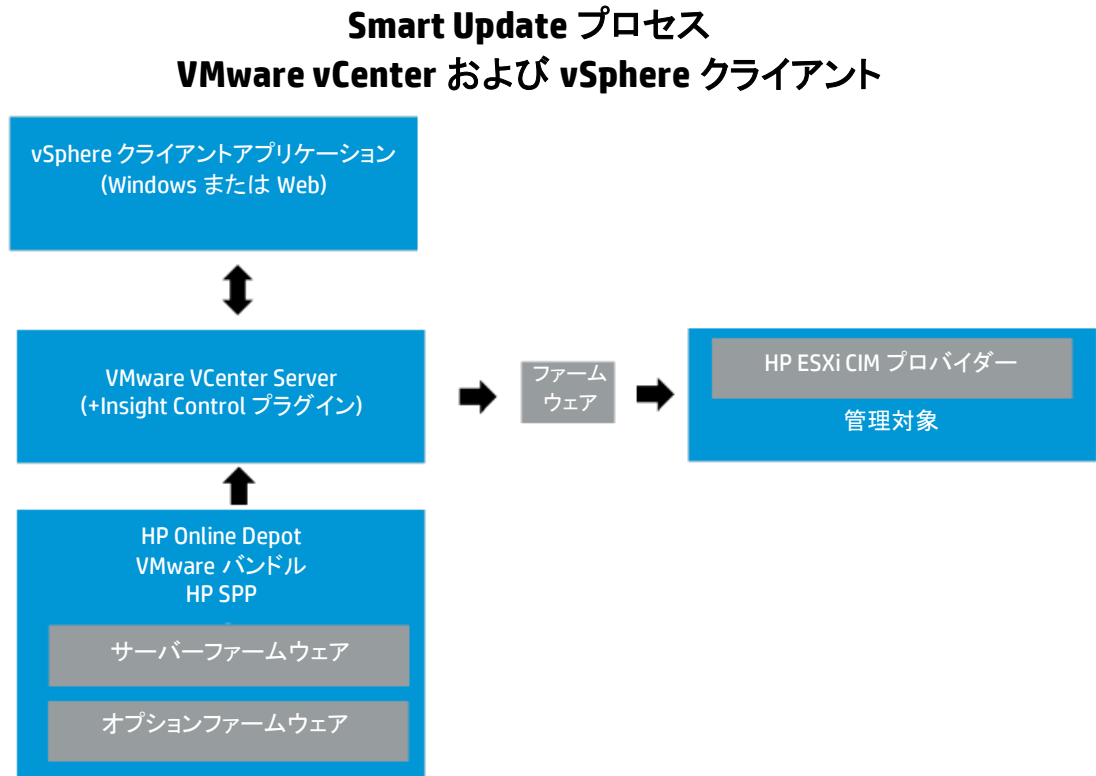 Smart Update プロセス
VMware vCenter および vSphere クライアント
vSphere クライアントアプリケーション
(Windows または Web)
VMware VCenter Server
(+Insight Control プラグイン)
ファーム
ウェア
HP ESXi CIM プロバイダー
管理対象
HP Online Depot
VMware バンドル
HP SPP
サーバーファームウェア
オプションファームウェア